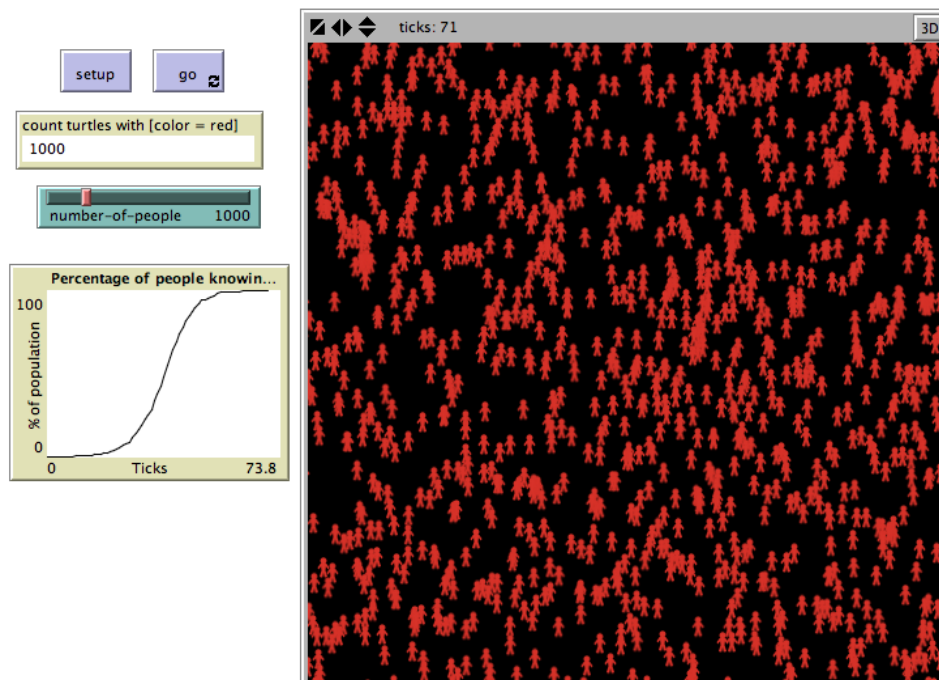 ticks: 71
3D
setup
go
count turtles with [color = red]
1000
number-of-people 1000
Percentage of people knowin...
100
% of population
0
0 Ticks 73.8